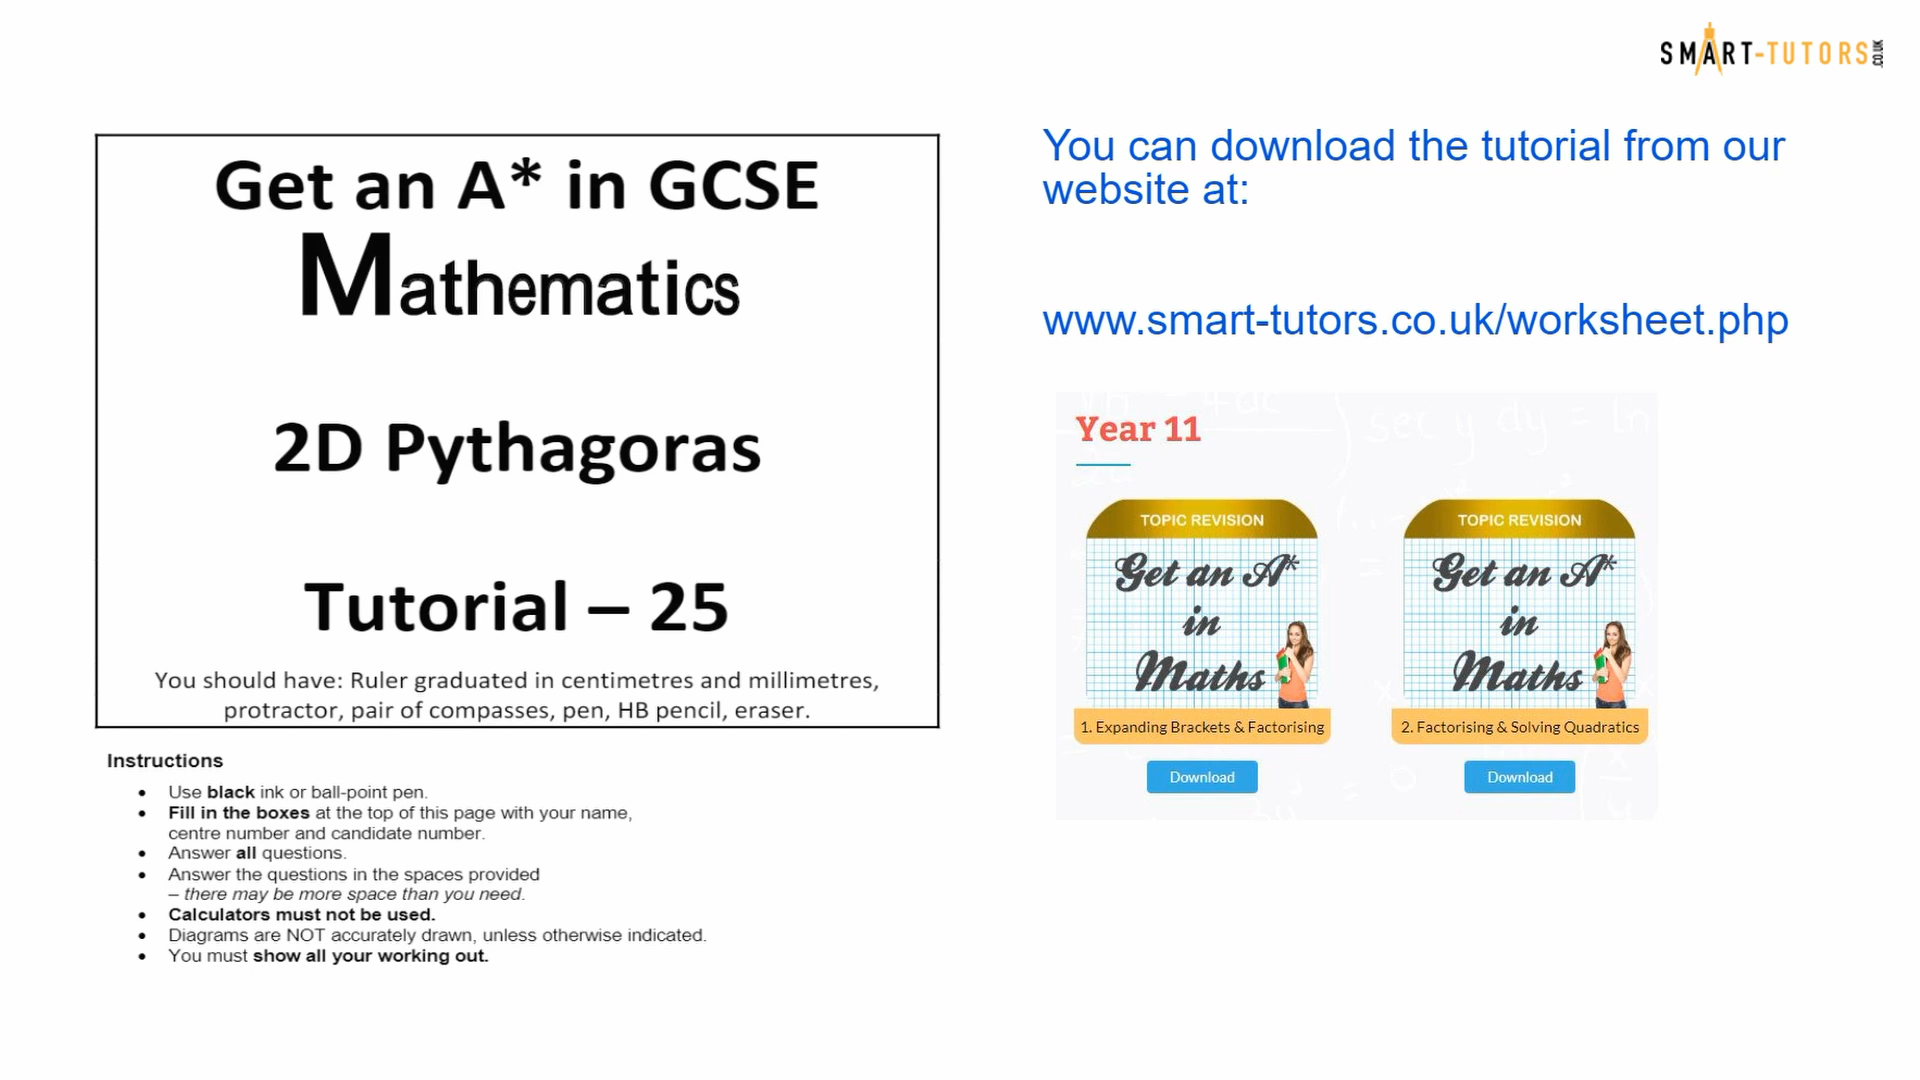 SMART-TUTORS.CO.UK
Get an A* in GCSE
Mathematics
2D Pythagoras
Tutorial – 25
You should have: Ruler graduated in centimetres and millimetres,
protractor, pair of compasses, pen, HB pencil, eraser.
Instructions
• Use black ink or ball-point pen.
• Fill in the boxes at the top of this page with your name,
centre number and candidate number.
• Answer all questions.
• Answer the questions in the spaces provided
– there may be more space than you need.
• Calculators must not be used.
• Diagrams are NOT accurately drawn, unless otherwise indicated.
• You must show all your working out.
You can download the tutorial from our
website at:
www.smart-tutors.co.uk/worksheet.php
Year 11
TOPIC REVISION
Get an A*
in
Maths
1. Expanding Brackets & Factorising
Download
TOPIC REVISION
Get an A*
in
Maths
2. Factorising & Solving Quadratics
Download